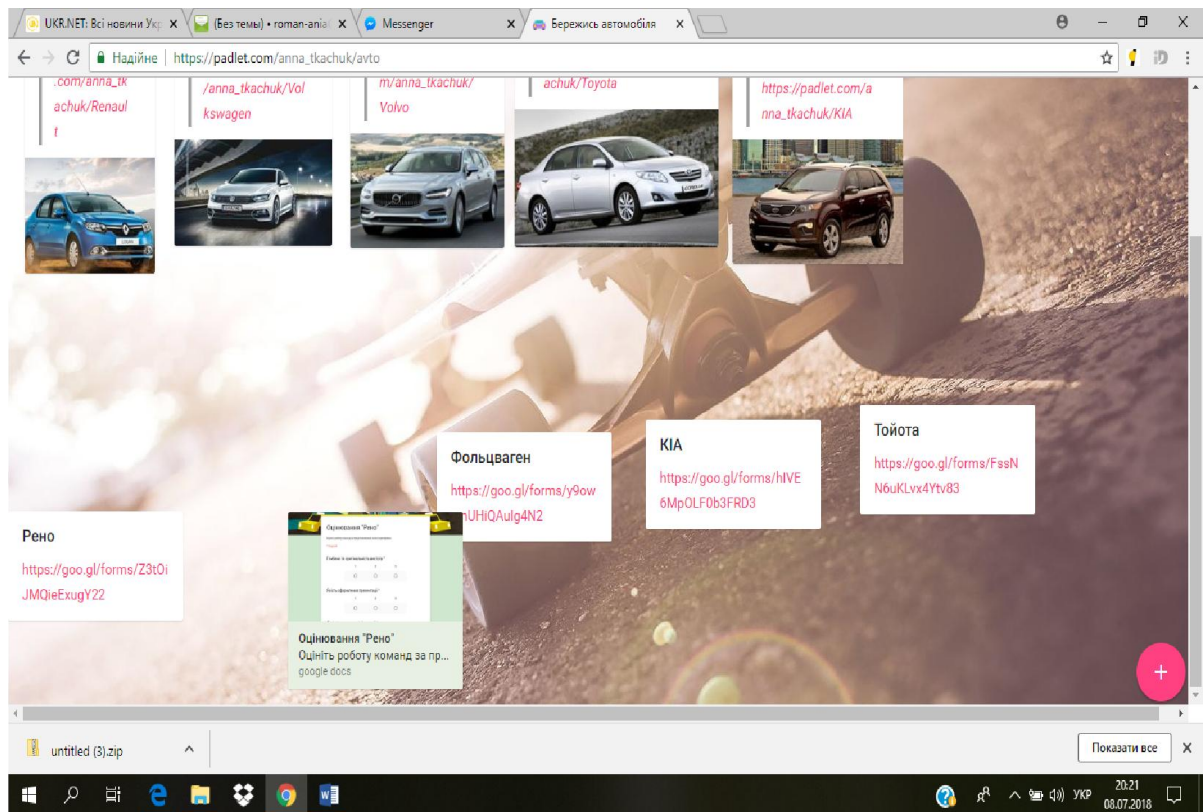 UKR.NET: Всі новини Укр
(Без темы) • roman-ania
Messenger
Бережись автомобіля
Надійне
https://padlet.com/anna_tkachuk/avto
.com/anna_tk
achuk/Renaul
t
/anna_tkachuk/Vol
kswagen
m/anna_tkachuk/
Volvo
achuk/Toyota
https://padlet.com/a
nna_tkachuk/KIA
Тойота
https://goo.gl/forms/FssN
N6uKLvx4Ytv83
KIA
https://goo.gl/forms/hIVE
6MpOLF0b3FRD3
Фольцваген
https://goo.gl/forms/y9ow
UHiQAuIg4N2
Рено
https://goo.gl/forms/Z3tOi
JMQieExugY22
Оцінювання "Рено"
Оцінювання "Рено"
Оцініть роботу команд за пр...
google docs
+
untitled (3).zip
Показати все
УКР
20:21
08.07.2018